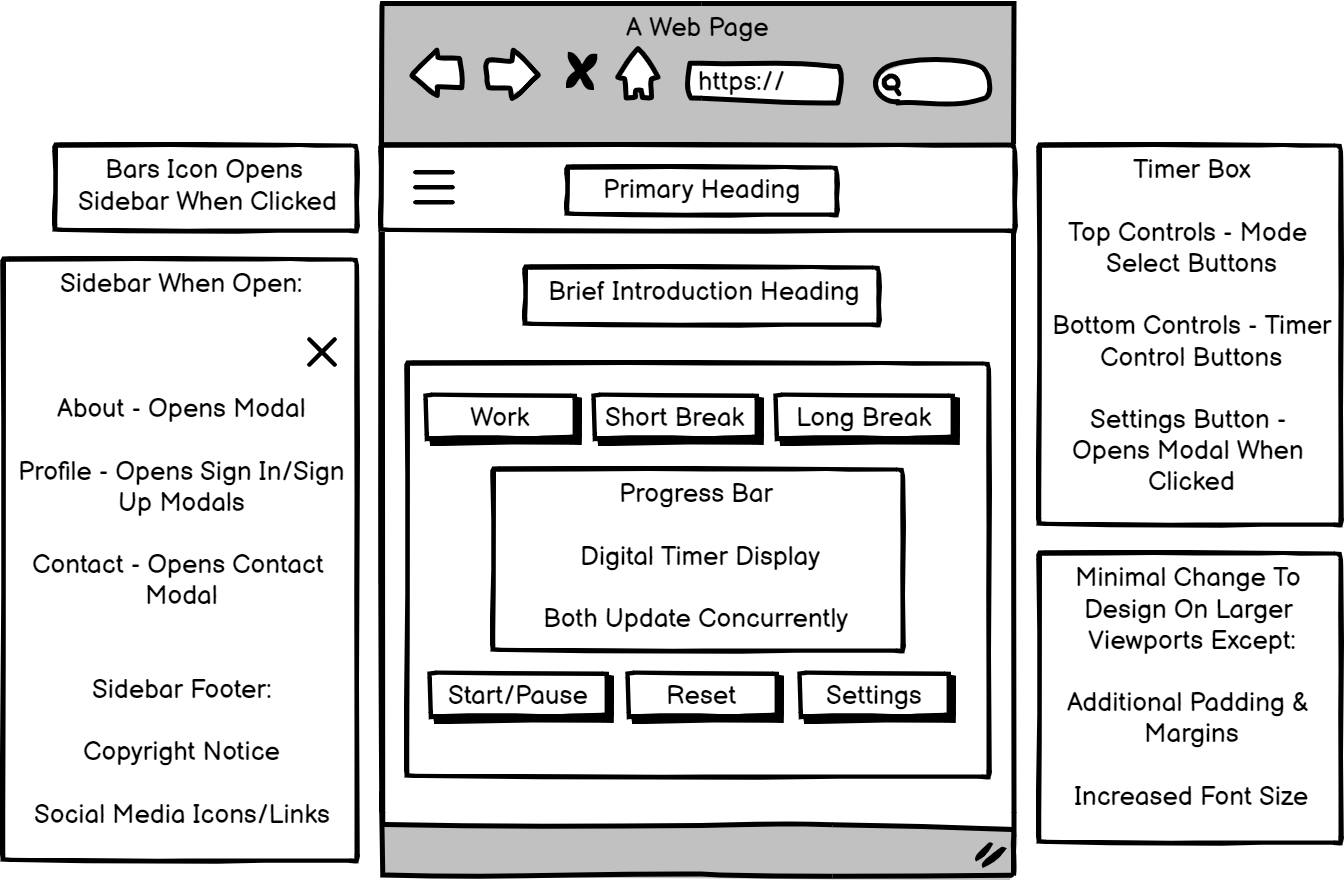 A Web Page
https://
Bars Icon Opens
Sidebar When Clicked
Primary Heading
Sidebar When Open:
About - Opens Modal
Profile - Opens Sign In/Sign
Up Modals
Contact - Opens Contact
Modal
Sidebar Footer:
Copyright Notice
Social Media Icons/Links
Brief Introduction Heading
Work
Short Break
Long Break
Progress Bar
Digital Timer Display
Both Update Concurrently
Start/Pause
Reset
Settings
Timer Box
Top Controls - Mode
Select Buttons
Bottom Controls - Timer
Control Buttons
Settings Button -
Opens Modal When
Clicked
Minimal Change To
Design On Larger
Viewports Except:
Additional Padding &
Margins
Increased Font Size